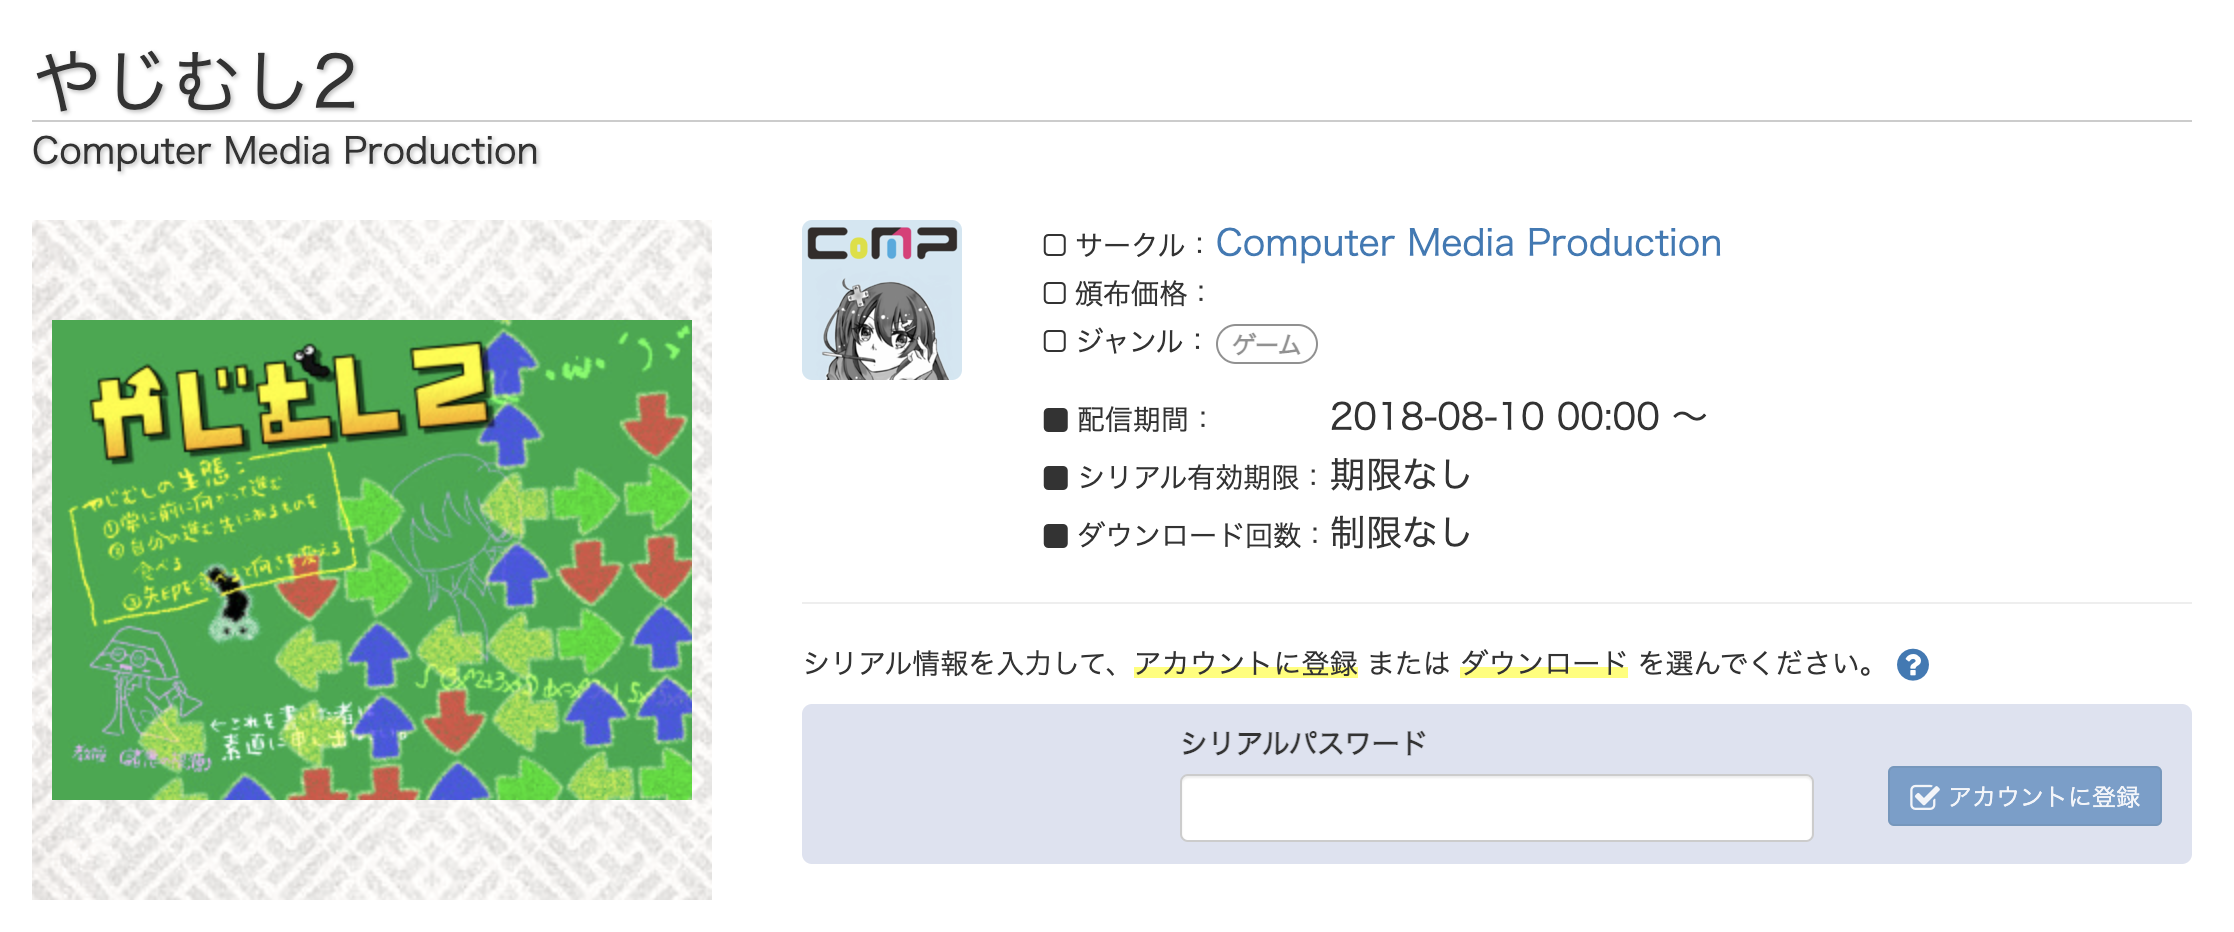 やじむし2
Computer Media Production
やじむし2
やじむしの生態：
①常に前に向かって進む
②自分の進む先にあるものを
食べる
③矢印を食べると向きを変える
←これを書いた者は
素直に申し出
教授
CoMP
サークル：Computer Media Production
頒布価格：
ジャンル：ゲーム
配信期間：2018-08-10 00:00 〜
シリアル有効期限：期限なし
ダウンロード回数：制限なし
シリアル情報を入力して、アカウントに登録 または ダウンロード を選んでください。
シリアルパスワード
アカウントに登録